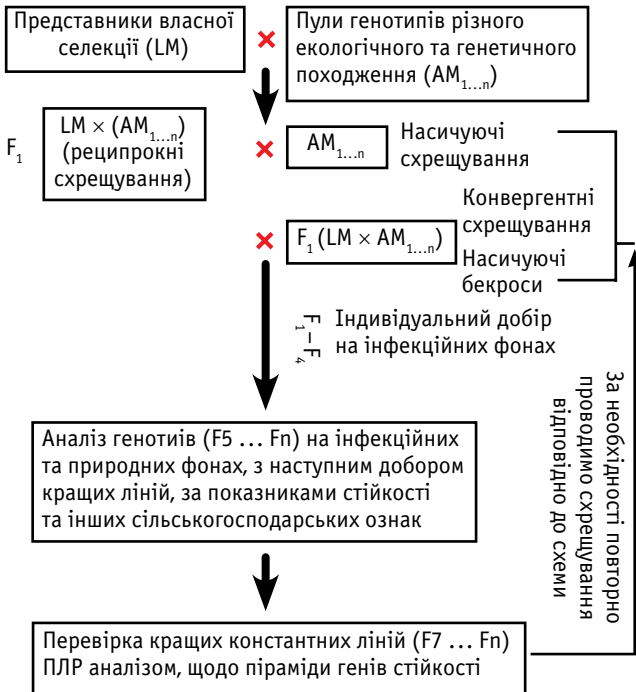 Представники власної
селекції (LM)
×
Пули генотипів різного
екологічного та генетичного
походження (AM1...n)
F1
LM × (AM1...n)
(реципрокні
схрещування)
×
AM1...n
Насичуючі
схрещування
Конвергентні
схрещування
×
F1 (LM × AM1...n)
Насичуючі
бекроси
F1–F4
Індивідуальний добір
на інфекційних фонах
За необхідності повторно
проводимо схрещування
відповідно до схеми
Аналіз генотиів (F5 ... Fn) на інфекційних
та природних фонах, з наступним добором
кращих ліній, за показниками стійкості
та інших сільськогосподарських ознак
Перевірка кращих константних ліній (F7 ... Fn)
ПЛР аналізом, щодо піраміди генів стійкості